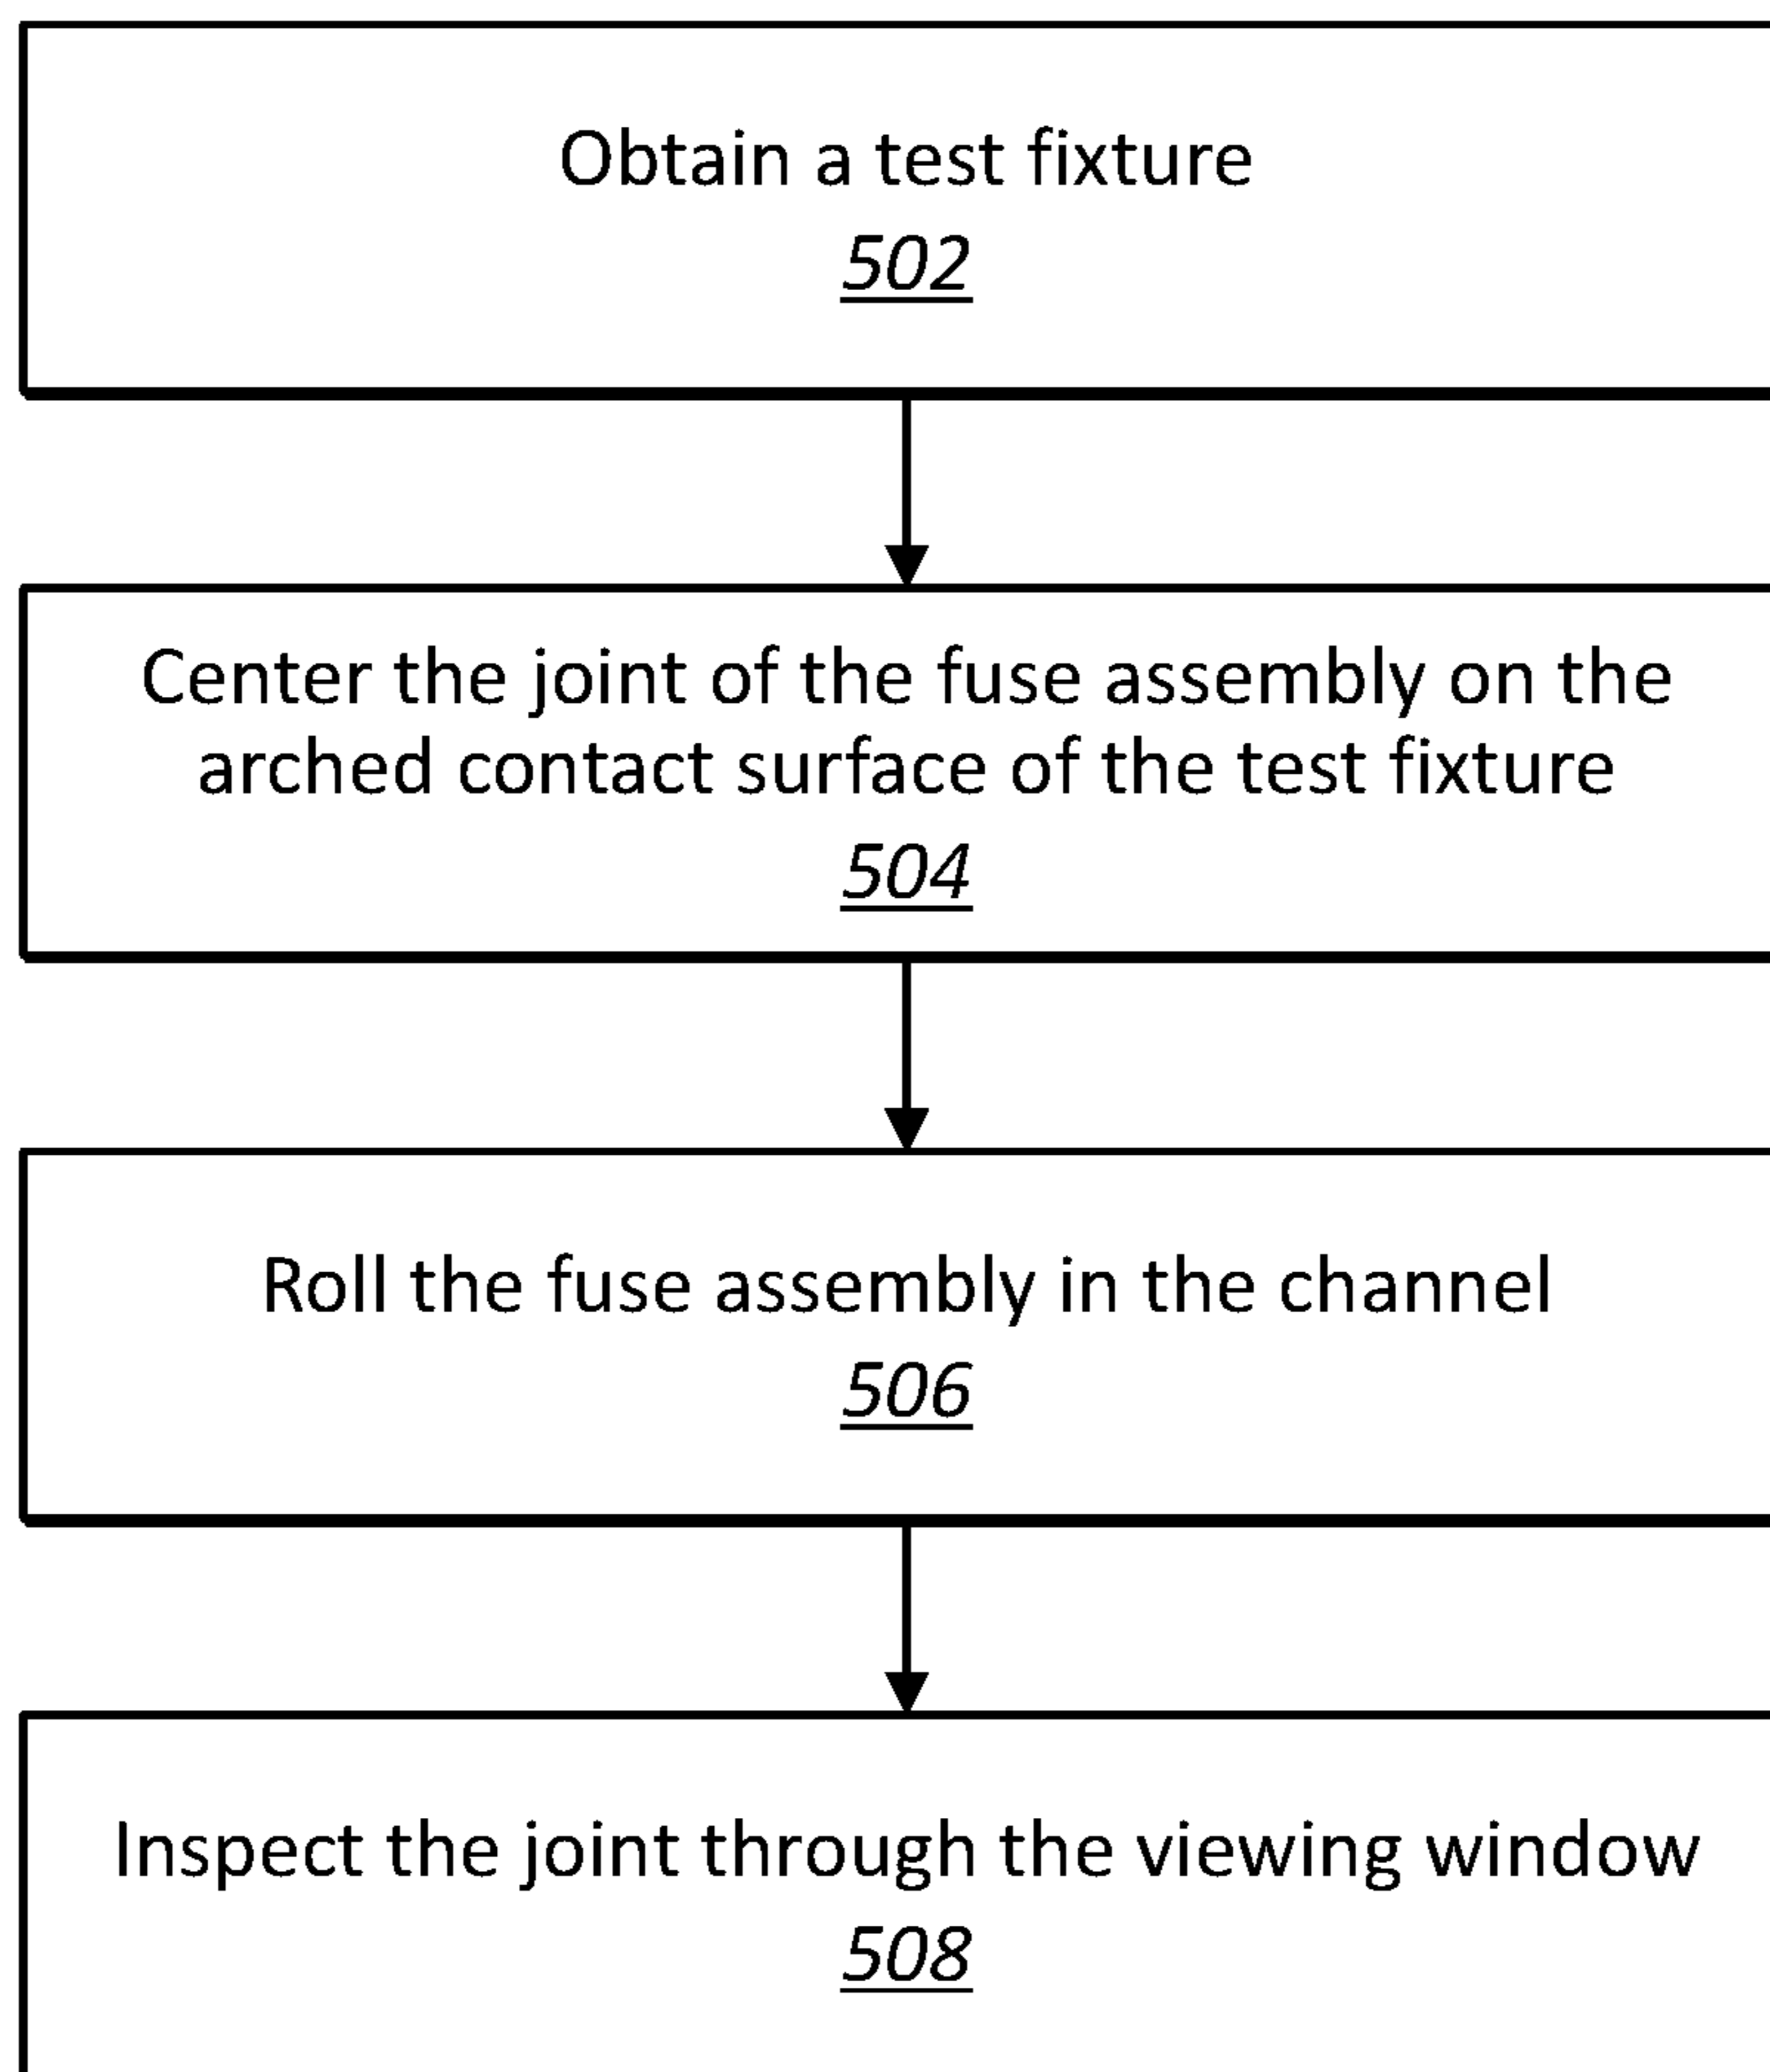 Obtain a test fixture
502
Center the joint of the fuse assembly on the
arched contact surface of the test fixture
504
Roll the fuse assembly in the channel
506
Inspect the joint through the viewing window
508